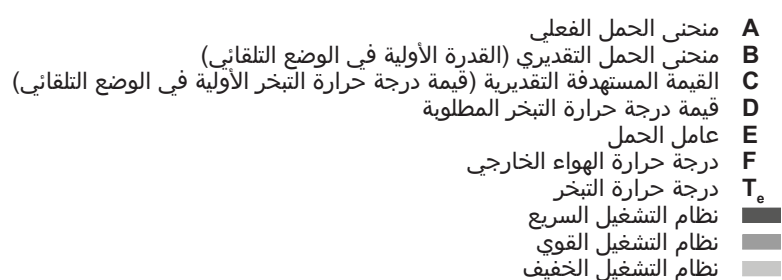 A منحنى الحمل الفعلي
B منحنى الحمل التقديري (القدرة الأولية في الوضع التلقائي)
C القيمة المستهدفة التقديرية (قيمة درجة حرارة التبخر الأولية في الوضع التلقائي)
D قيمة درجة حرارة التبخر المطلوبة
E عامل الحمل
F درجة حرارة الهواء الخارجي
Te درجة حرارة التبخر
نظام التشغيل السريع
نظام التشغيل القوي
نظام التشغيل الخفيف